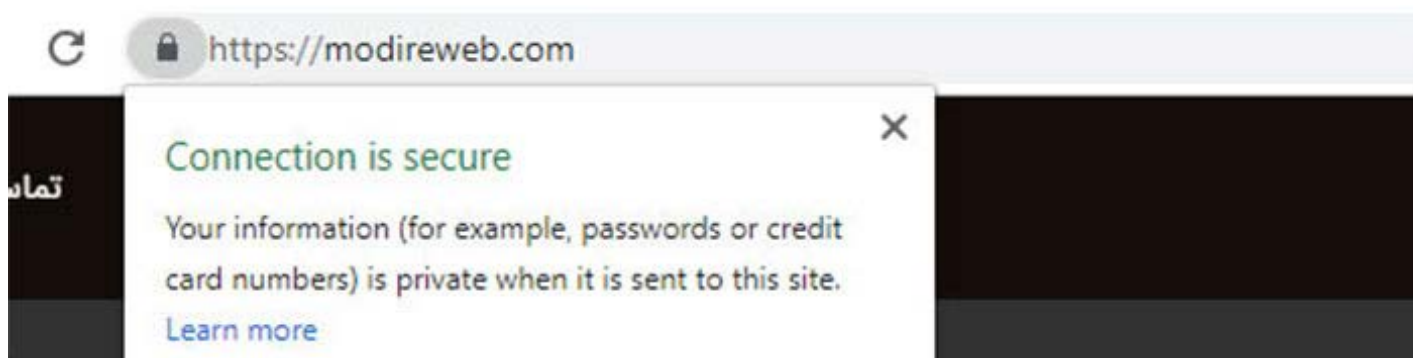 https://modireweb.com
Connection is secure
Your information (for example, passwords or credit
card numbers) is private when it is sent to this site.
Learn more